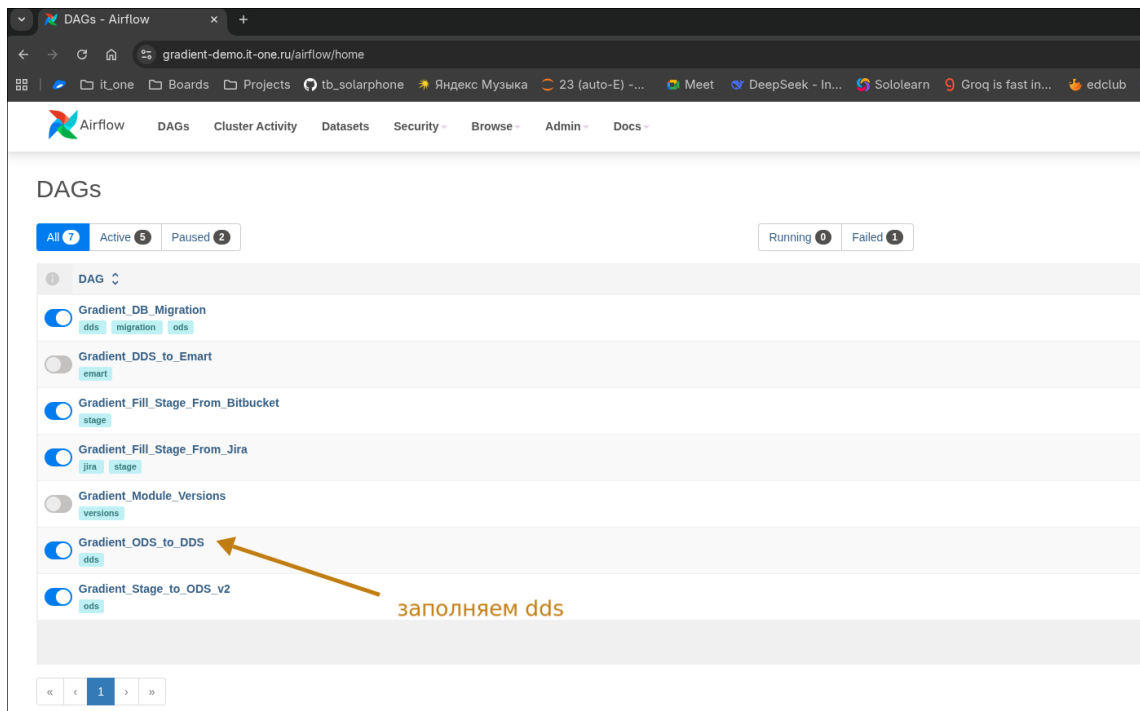 DAGs - Airflow
gradient-demo.it-one.ru/airflow/home
it_one Boards Projects tb_solarphone Яндекс Музыка 23 (auto-E) -... Meet DeepSeek - In... Sololearn Groq is fast in... edclub
Airflow DAGs Cluster Activity Datasets Security Browse Admin Docs
DAGs
All 7 Active 5 Paused 2 Running 0 Failed 1
DAG
Gradient_DB_Migration
dds migration ods
Gradient_DDS_to_Emart
emart
Gradient_Fill_Stage_From_Bitbucket
stage
Gradient_Fill_Stage_From_Jira
jira stage
Gradient_Module_Versions
versions
Gradient_ODS_to_DDS
dds
Gradient_Stage_to_ODS_v2
ods
заполняем dds
« ‹ 1 › »